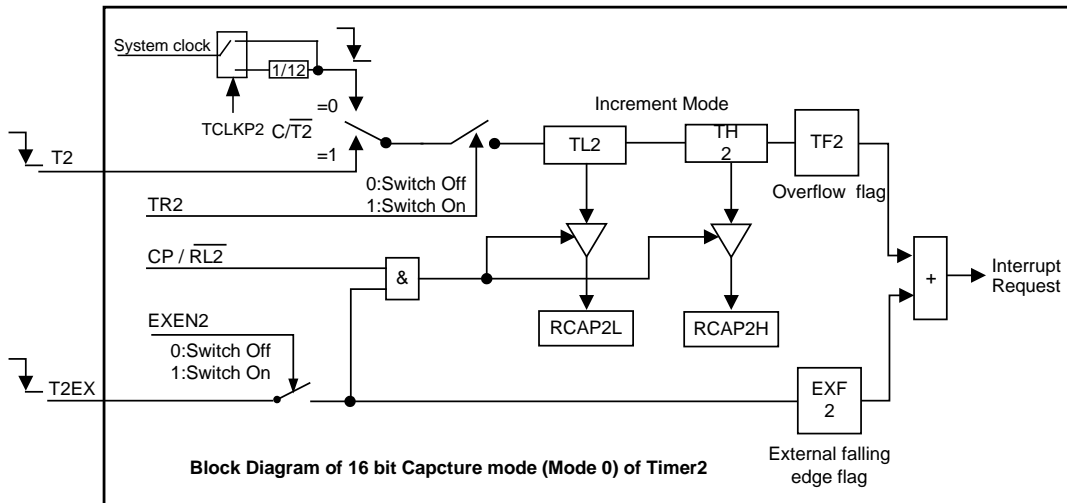 System clock
1/12
TCLKP2
=0
C/T2
=1
T2
TR2
0:Switch Off
1:Switch On
Increment Mode
TL2
TH
2
TF2
Overflow flag
CP / RL2
&
+
Interrupt
Request
RCAP2L
RCAP2H
EXEN2
0:Switch Off
1:Switch On
T2EX
EXF
2
External falling
edge flag
Block Diagram of 16 bit Capcture mode (Mode 0) of Timer2